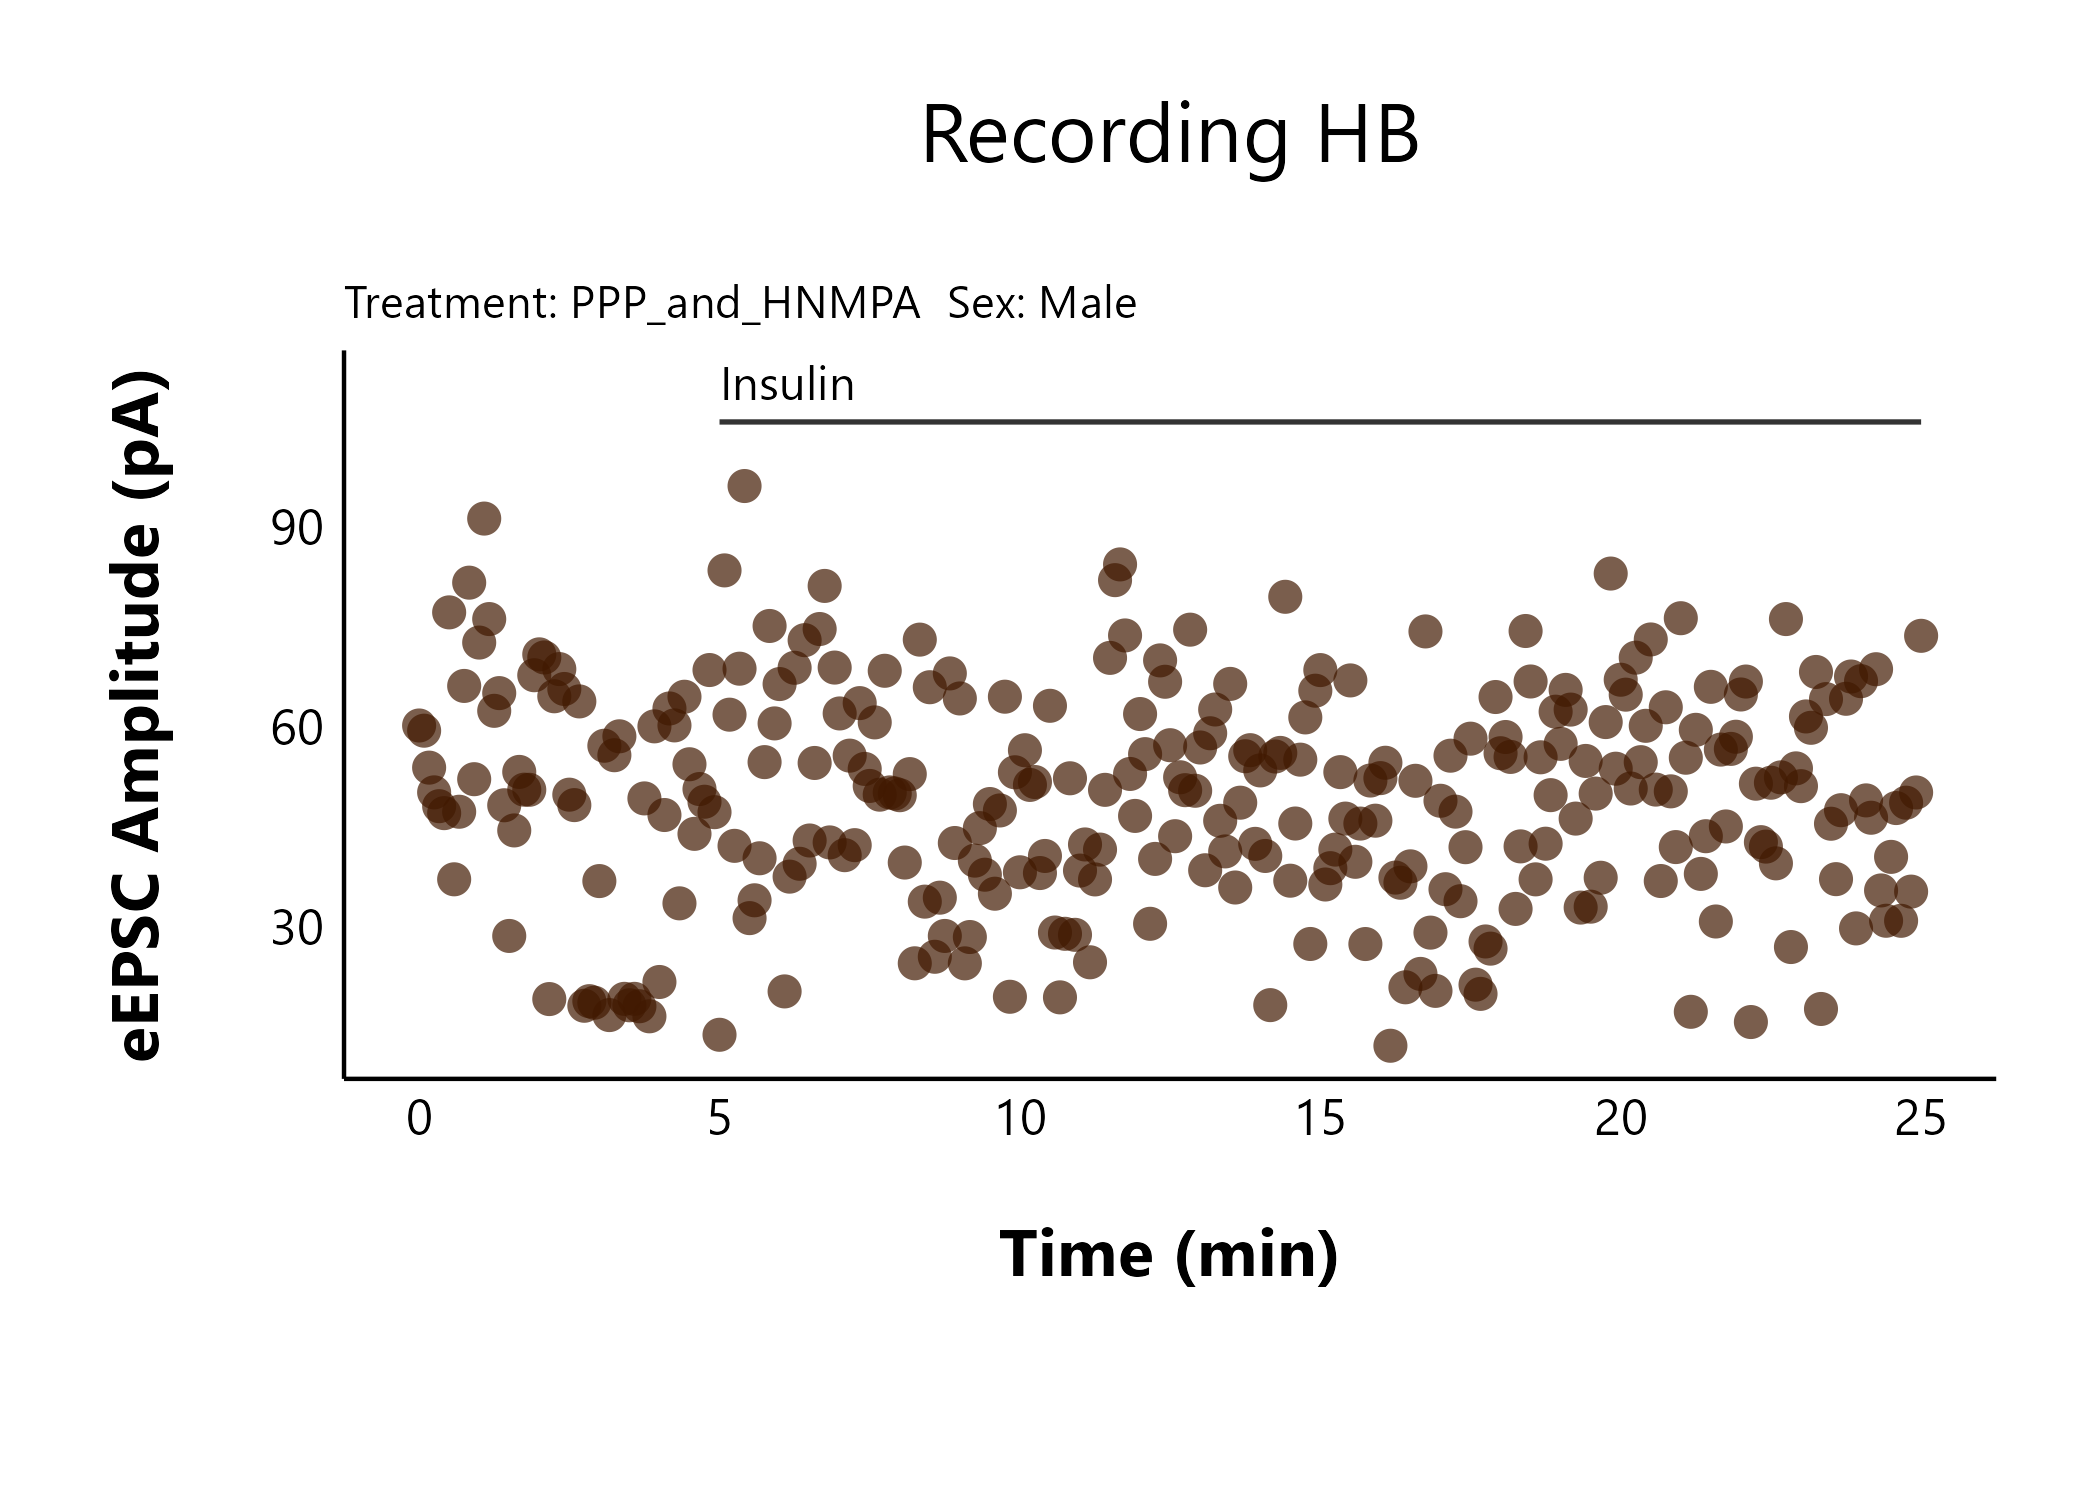 Recording HB
Treatment: PPP_and_HNMPA  Sex: Male
Insulin
eEPSC Amplitude (pA)
90
60
30
0 5 10 15 20 25
Time (min)